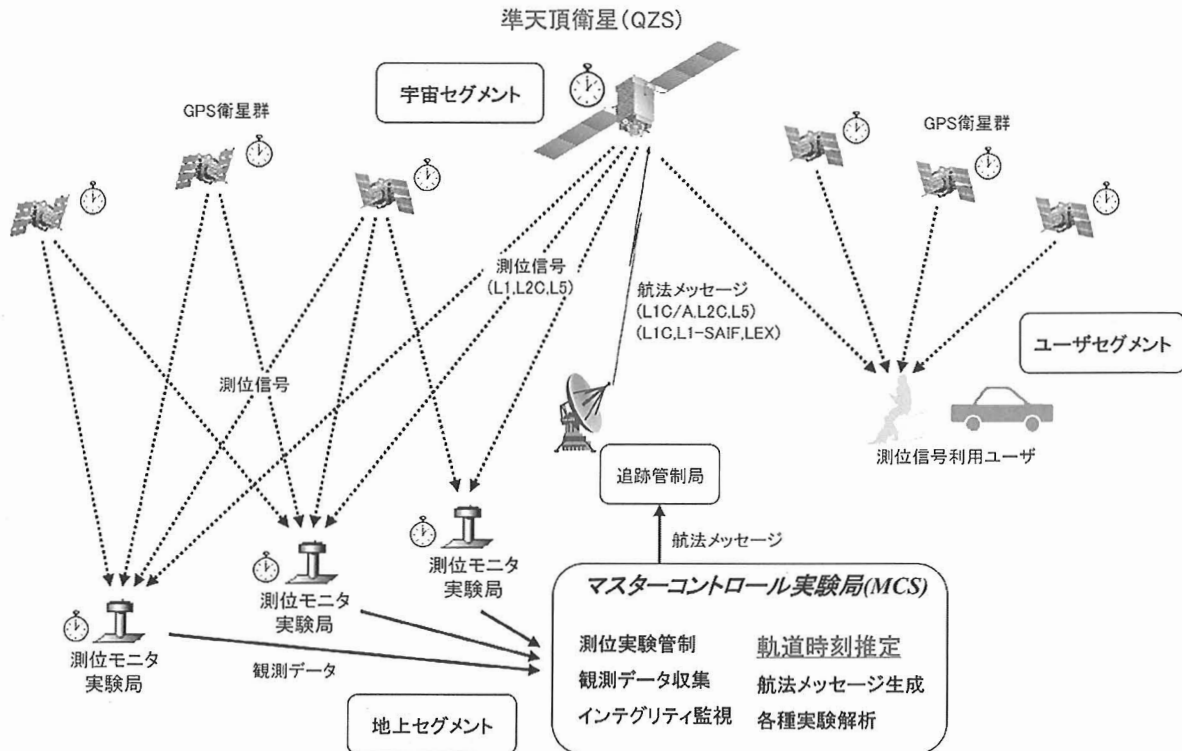 準天頂衛星(QZS)
宇宙セグメント
GPS衛星群
GPS衛星群
測位信号
(L1,L2C,L5)
航法メッセージ
(L1C/A,L2C,L5)
(L1C,L1-SAIF,LEX)
ユーザセグメント
測位信号
測位信号利用ユーザ
追跡管制局
航法メッセージ
測位モニタ
実験局
測位モニタ
実験局
測位モニタ
実験局
観測データ
地上セグメント
マスターコントロール実験局(MCS)
測位実験管制
軌道時刻推定
観測データ収集
航法メッセージ生成
インテグリティ監視
各種実験解析